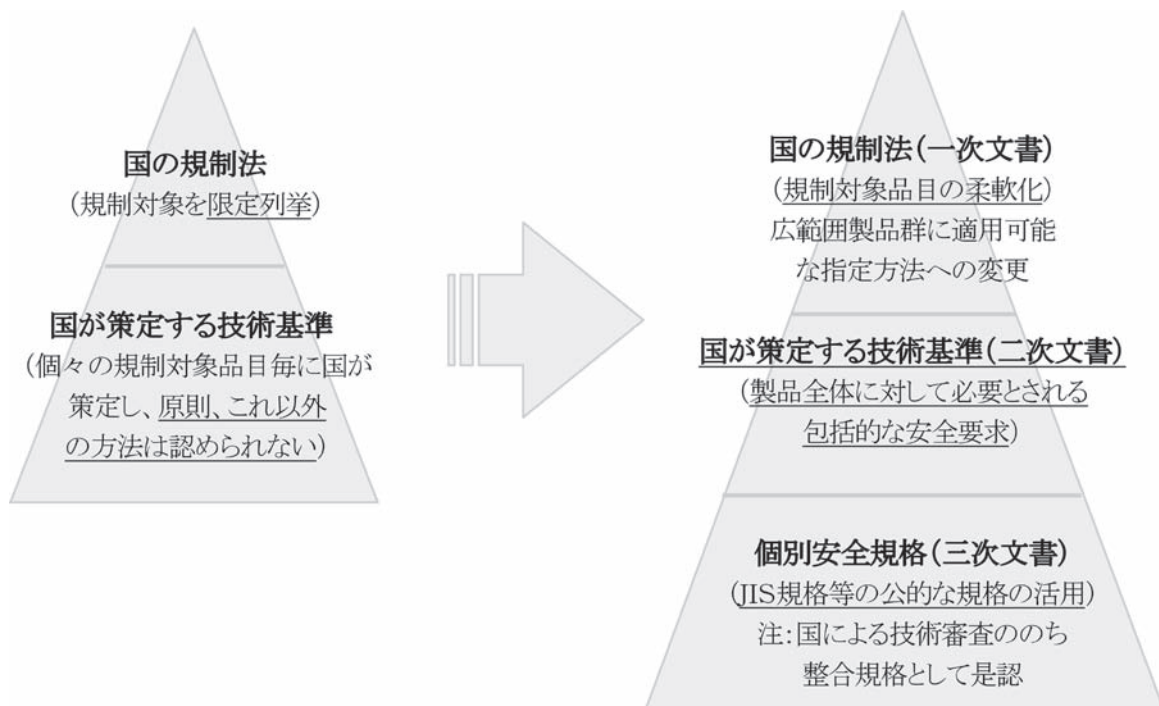 国の規制法
(規制対象を限定列挙)
国が策定する技術基準
(個々の規制対象品目毎に国が
策定し、原則、これ以外
の方法は認められない)
国の規制法(一次文書)
(規制対象品目の柔軟化)
広範囲製品群に適用可能
な指定方法への変更
国が策定する技術基準(二次文書)
(製品全体に対して必要とされる
包括的な安全要求)
個別安全規格(三次文書)
(JIS規格等の公的な規格の活用)
注:国による技術審査ののち
整合規格として是認